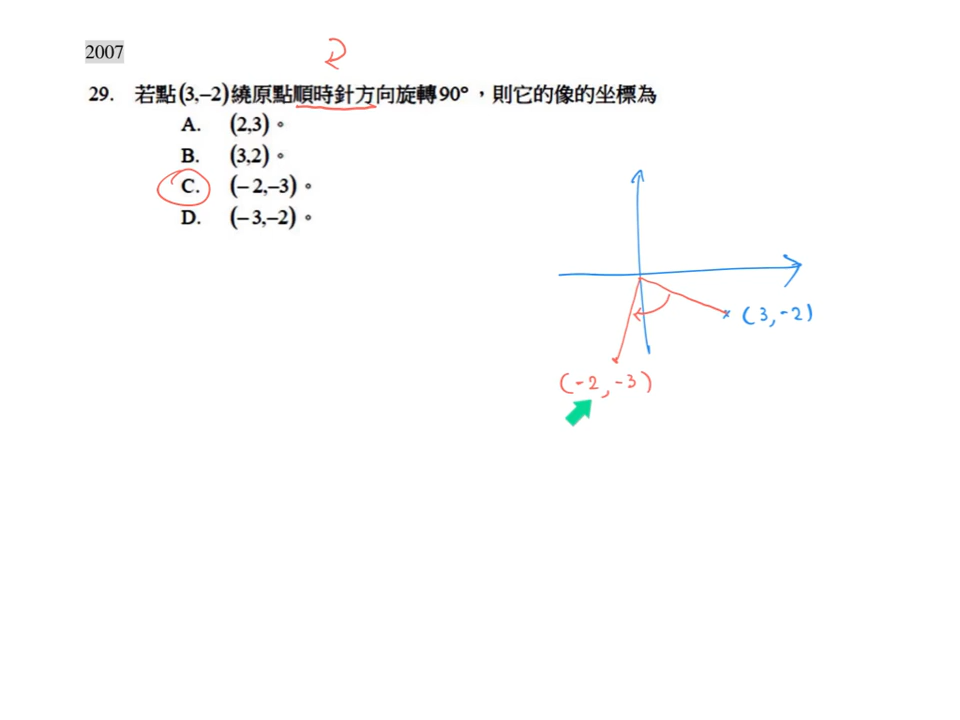 2007
29. 若點(3,–2)繞原點順時針方向旋轉90°，則它的像的坐標為
A. (2,3)。
B. (3,2)。
C. (–2,–3)。
D. (–3,–2)。
(3,-2)
(-2,-3)